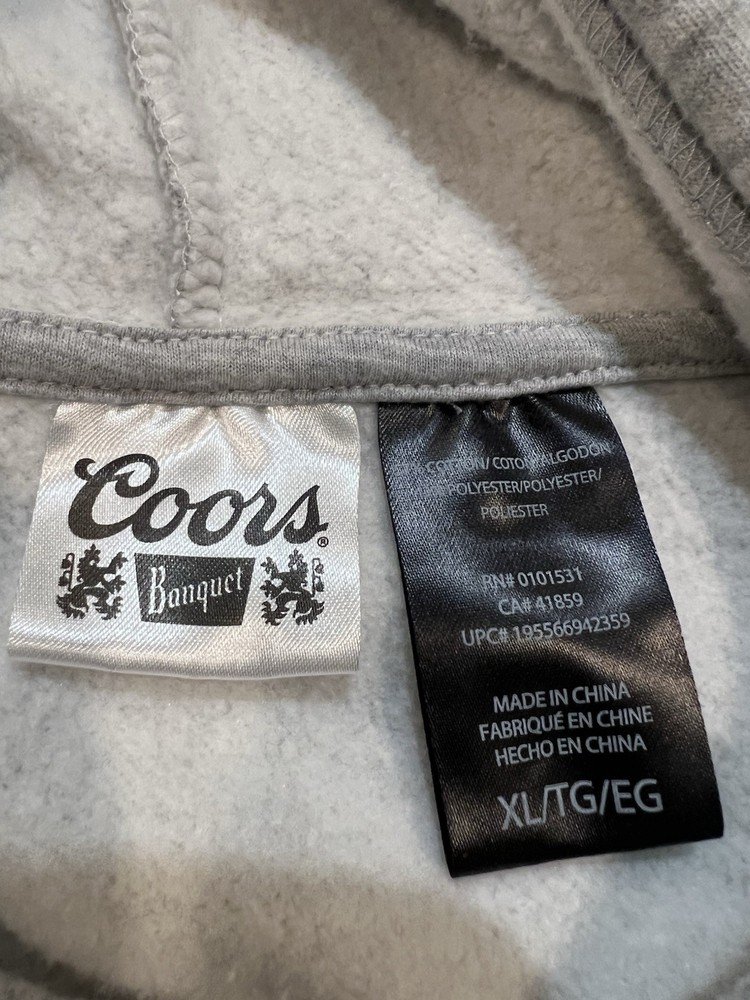 Coors®
Banquet
COTTON/ COTON/ALGODON
POLYESTER/POLYESTER/
POLIESTER
RN# 0101531
CA# 41859
UPC# 195566942359
MADE IN CHINA
FABRIQUÉ EN CHINE
HECHO EN CHINA
XL/TG/EG